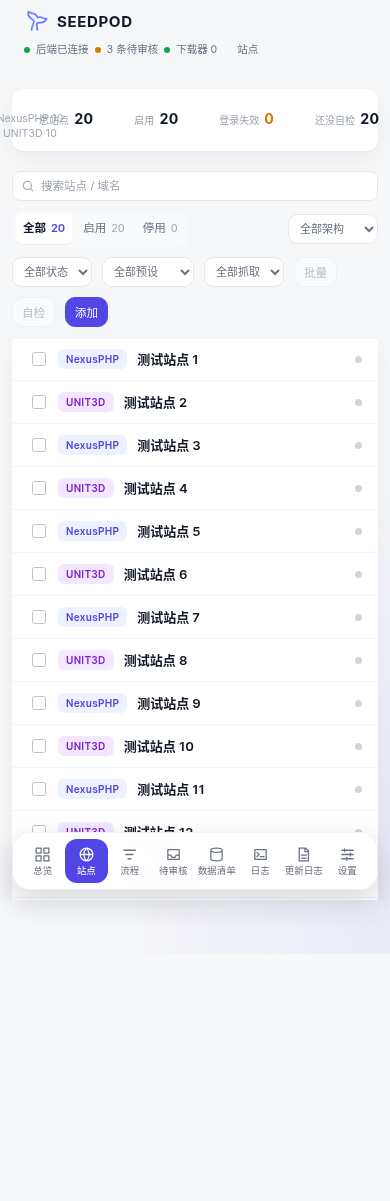 SEEDPOD
后端已连接 3 条待审核 下载器 0 站点
NexusPHP 10
UNIT3D 10
站点 20 启用 20 登录失效 0 还没自检 20
搜索站点 / 域名
全部 20 启用 20 停用 0 全部架构
全部状态 全部预设 全部抓取 批量
自检 添加
NexusPHP 测试站点 1
UNIT3D 测试站点 2
NexusPHP 测试站点 3
UNIT3D 测试站点 4
NexusPHP 测试站点 5
UNIT3D 测试站点 6
NexusPHP 测试站点 7
UNIT3D 测试站点 8
NexusPHP 测试站点 9
UNIT3D 测试站点 10
NexusPHP 测试站点 11
UNIT3D 测试站点 12
总览 站点 流程 待审核 数据清单 日志 更新日志 设置